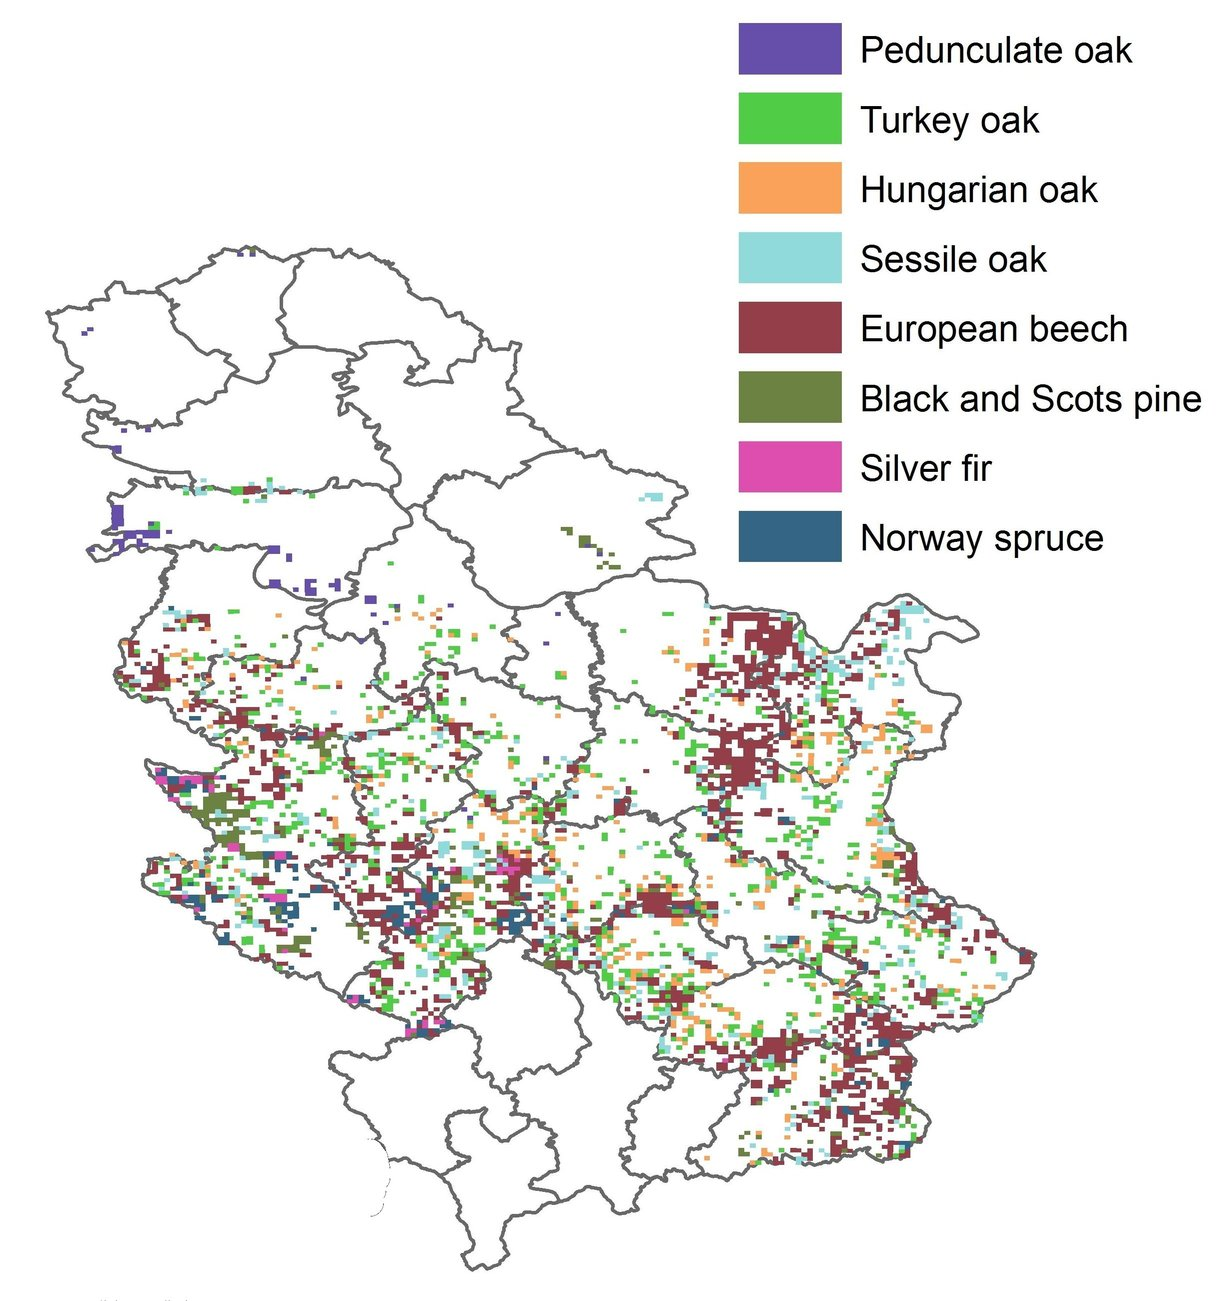 Pedunculate oak
Turkey oak
Hungarian oak
Sessile oak
European beech
Black and Scots pine
Silver fir
Norway spruce